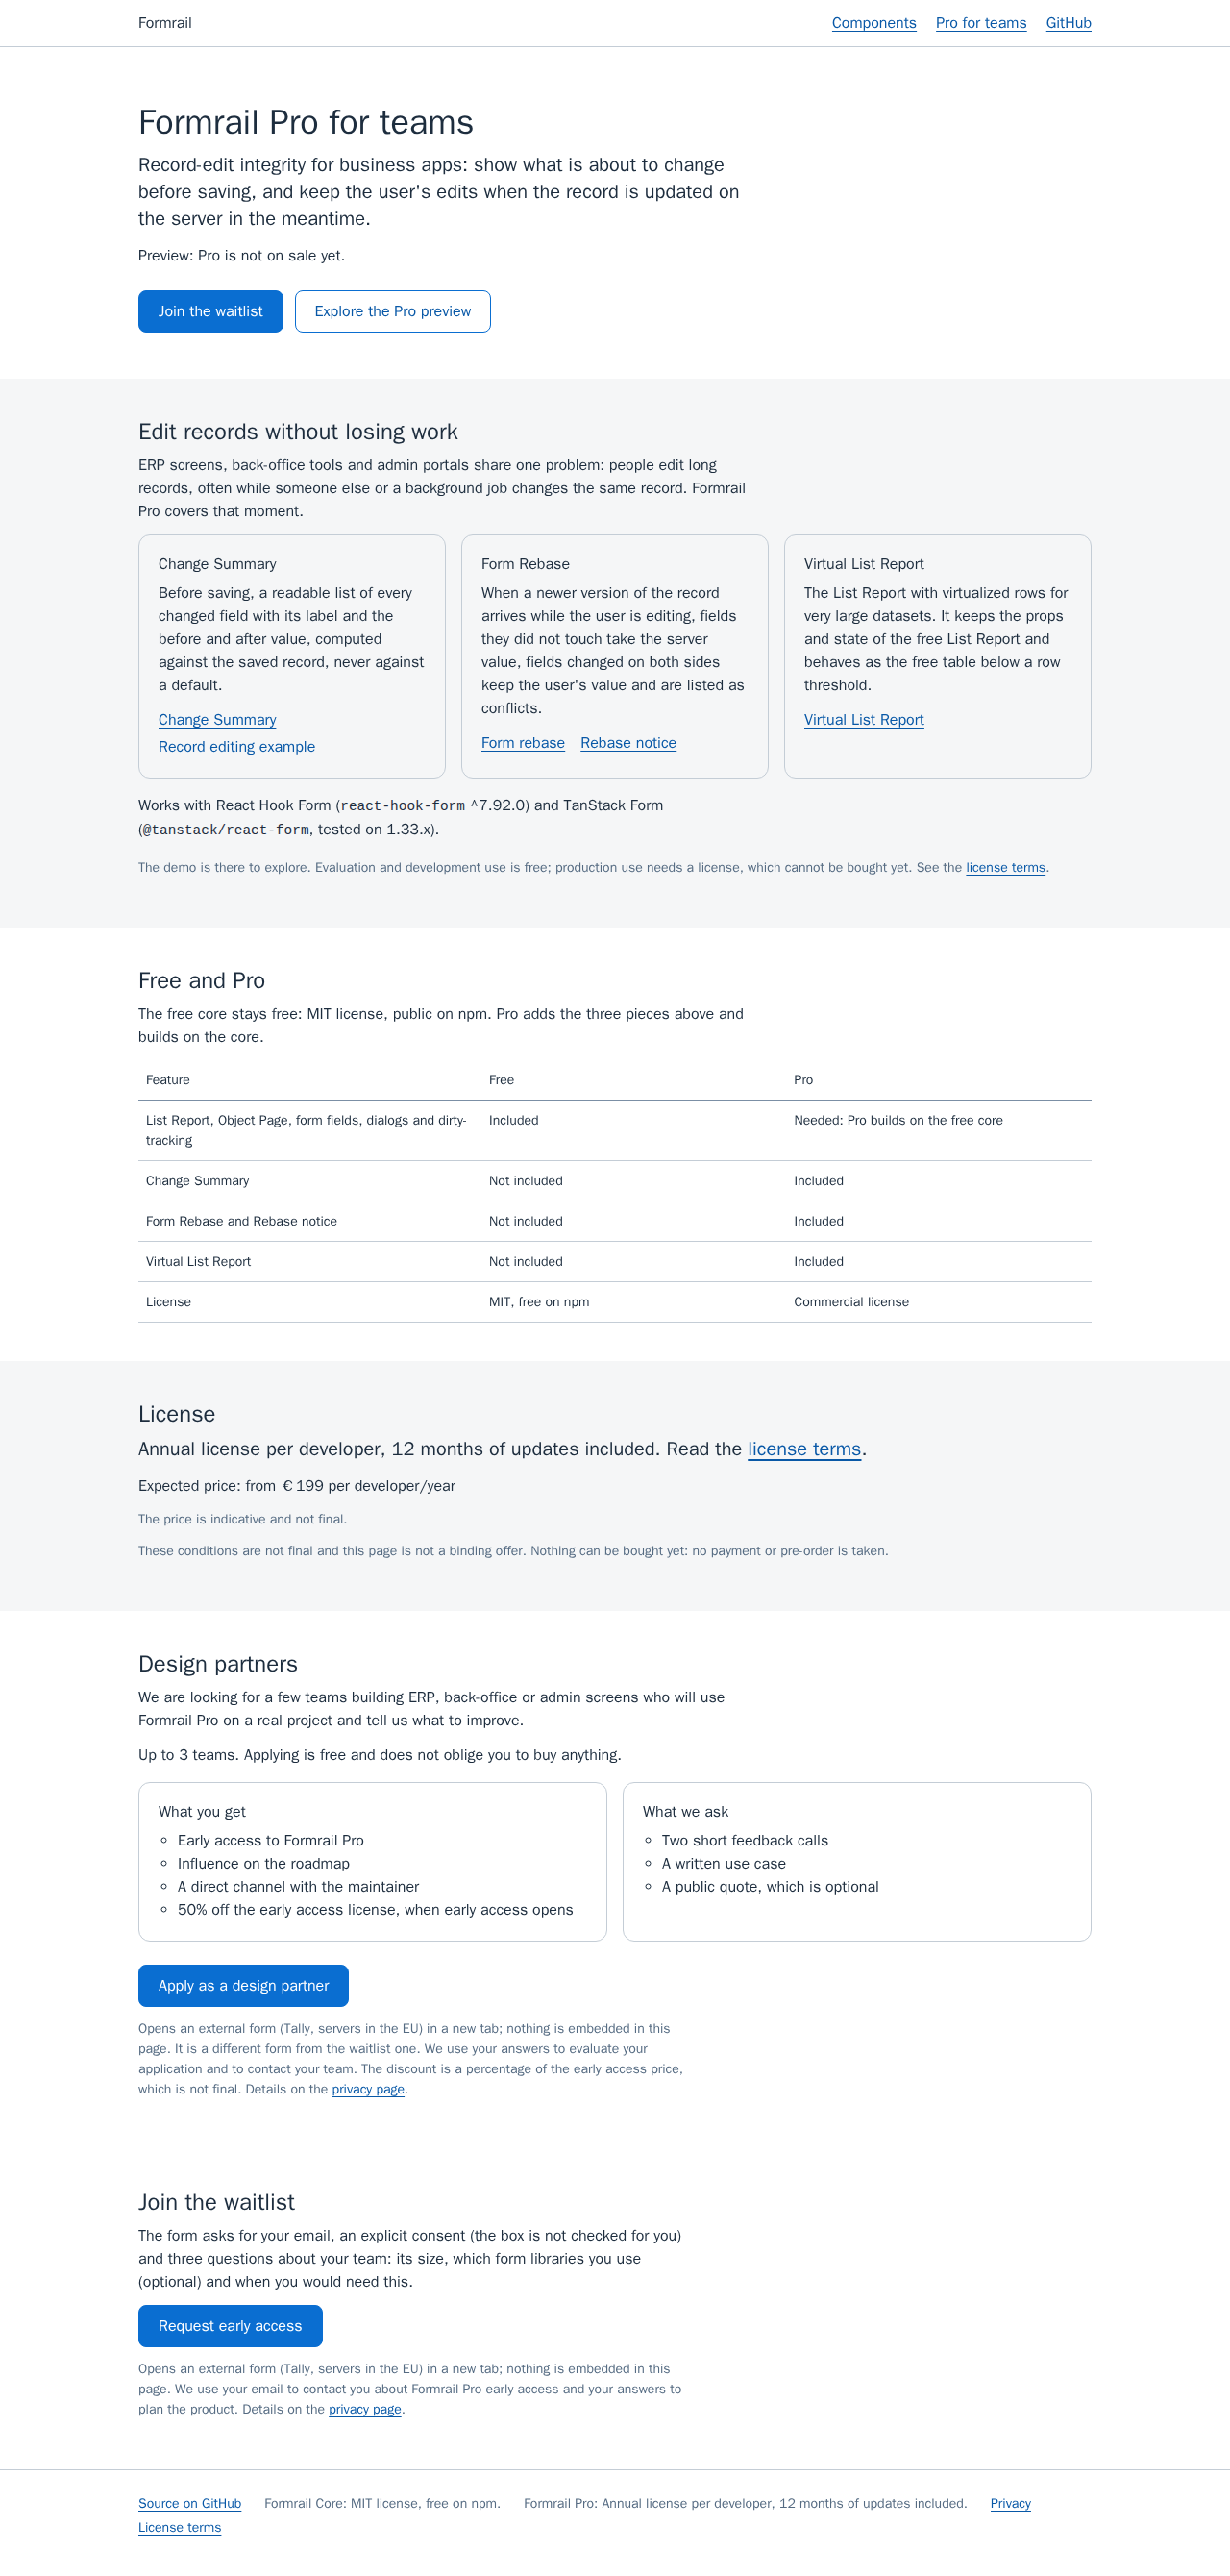 Formrail
Components
Pro for teams
GitHub
Formrail Pro for teams
Record-edit integrity for business apps: show what is about to change
before saving, and keep the user's edits when the record is updated on
the server in the meantime.
Preview: Pro is not on sale yet.
Join the waitlist
Explore the Pro preview
Edit records without losing work
ERP screens, back-office tools and admin portals share one problem: people edit long
records, often while someone else or a background job changes the same record. Formrail
Pro covers that moment.
Change Summary
Before saving, a readable list of every
changed field with its label and the
before and after value, computed
against the saved record, never against
a default.
Change Summary
Record editing example
Form Rebase
When a newer version of the record
arrives while the user is editing, fields
they did not touch take the server
value, fields changed on both sides
keep the user's value and are listed as
conflicts.
Form rebase Rebase notice
Virtual List Report
The List Report with virtualized rows for
very large datasets. It keeps the props
and state of the free List Report and
behaves as the free table below a row
threshold.
Virtual List Report
Works with React Hook Form (react-hook-form ^7.92.0) and TanStack Form
(@tanstack/react-form, tested on 1.33.x).
The demo is there to explore. Evaluation and development use is free; production use needs a license, which cannot be bought yet. See the license terms.
Free and Pro
The free core stays free: MIT license, public on npm. Pro adds the three pieces above and
builds on the core.
Feature Free Pro
List Report, Object Page, form fields, dialogs and dirty-
tracking
Included
Needed: Pro builds on the free core
Change Summary Not included Included
Form Rebase and Rebase notice Not included Included
Virtual List Report Not included Included
License MIT, free on npm Commercial license
License
Annual license per developer, 12 months of updates included. Read the license terms.
Expected price: from € 199 per developer/year
The price is indicative and not final.
These conditions are not final and this page is not a binding offer. Nothing can be bought yet: no payment or pre-order is taken.
Design partners
We are looking for a few teams building ERP, back-office or admin screens who will use
Formrail Pro on a real project and tell us what to improve.
Up to 3 teams. Applying is free and does not oblige you to buy anything.
What you get
Early access to Formrail Pro
Influence on the roadmap
A direct channel with the maintainer
50% off the early access license, when early access opens
What we ask
Two short feedback calls
A written use case
A public quote, which is optional
Apply as a design partner
Opens an external form (Tally, servers in the EU) in a new tab; nothing is embedded in this
page. It is a different form from the waitlist one. We use your answers to evaluate your
application and to contact your team. The discount is a percentage of the early access price,
which is not final. Details on the privacy page.
Join the waitlist
The form asks for your email, an explicit consent (the box is not checked for you)
and three questions about your team: its size, which form libraries you use
(optional) and when you would need this.
Request early access
Opens an external form (Tally, servers in the EU) in a new tab; nothing is embedded in this
page. We use your email to contact you about Formrail Pro early access and your answers to
plan the product. Details on the privacy page.
Source on GitHub Formrail Core: MIT license, free on npm. Formrail Pro: Annual license per developer, 12 months of updates included. Privacy
License terms